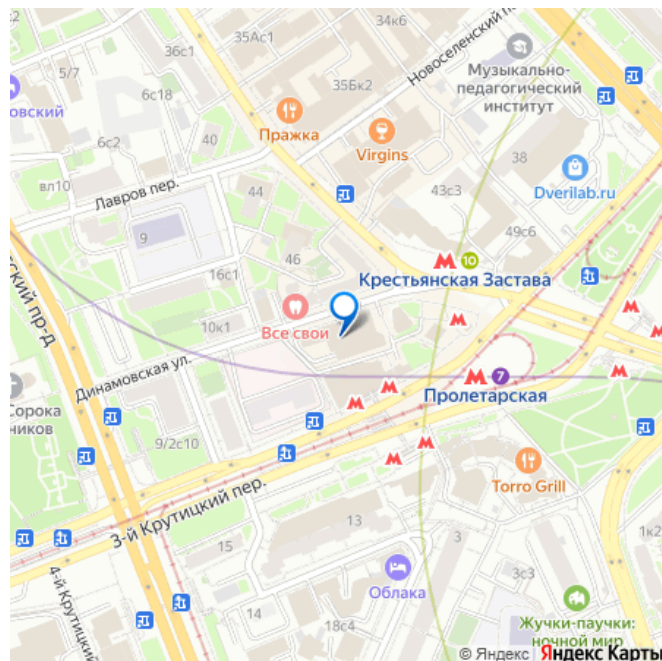 34к6
35Ас1
36с1
5/7
6с18
35Бк2
Новоселенский пер.
Музыкально-
педагогический
институт
овский
6с2
40
Пражка
Virgins
38
вл10
Лавров пер.
44
43с3
Dverilab.ru
9
46
49с6
10
16с1
Крестьянская Застава
Все свои
10к1
тский пр-д
Динамовская ул.
7
Пролетарская
Сорока
ников
9/2с10
Torro Grill
3-й Крутицкий пер.
13
3
1к2
15
Облака
3с3
4-й Крутицкий
14
18с4
Жучки-паучки:
ночной мир
© Яндекс Яндекс Карты